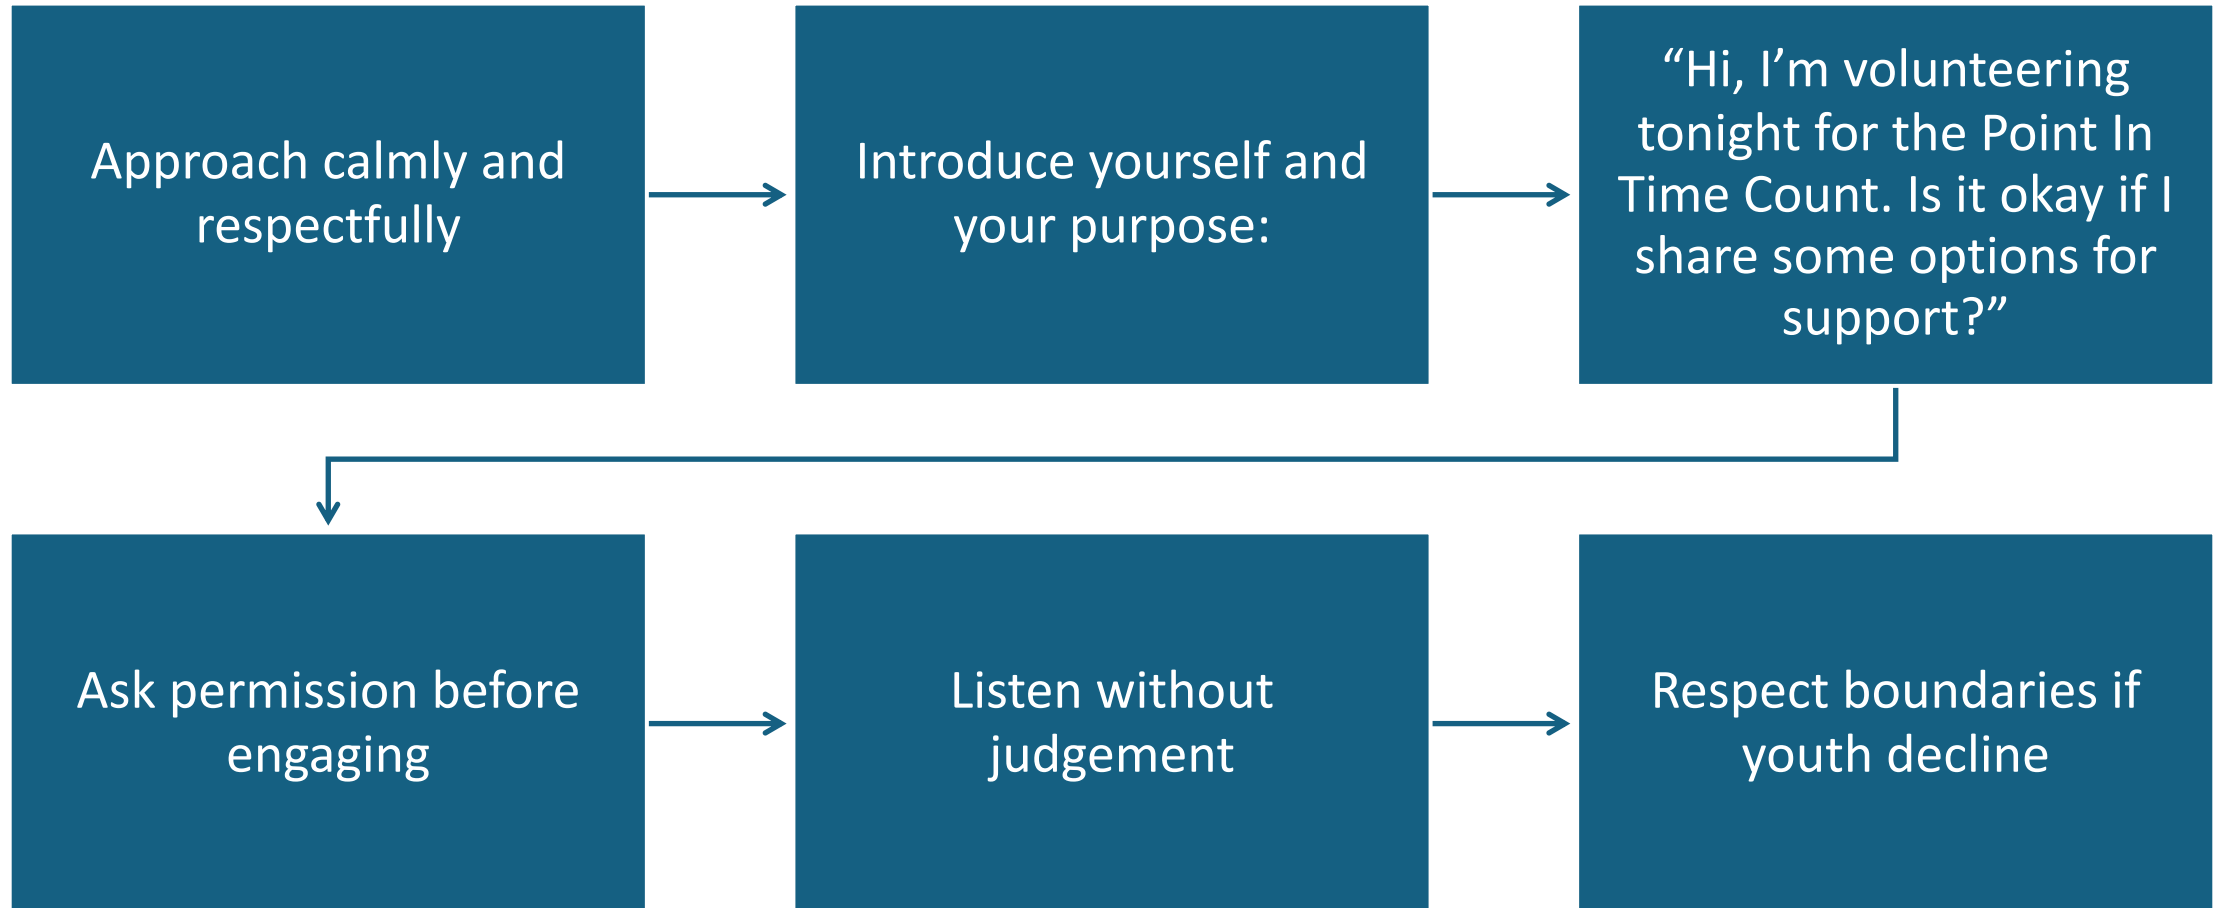 Approach calmly and
respectfully
Introduce yourself and
your purpose:
“Hi, I’m volunteering
tonight for the Point In
Time Count. Is it okay if I
share some options for
support?”
Ask permission before
engaging
Listen without
judgement
Respect boundaries if
youth decline